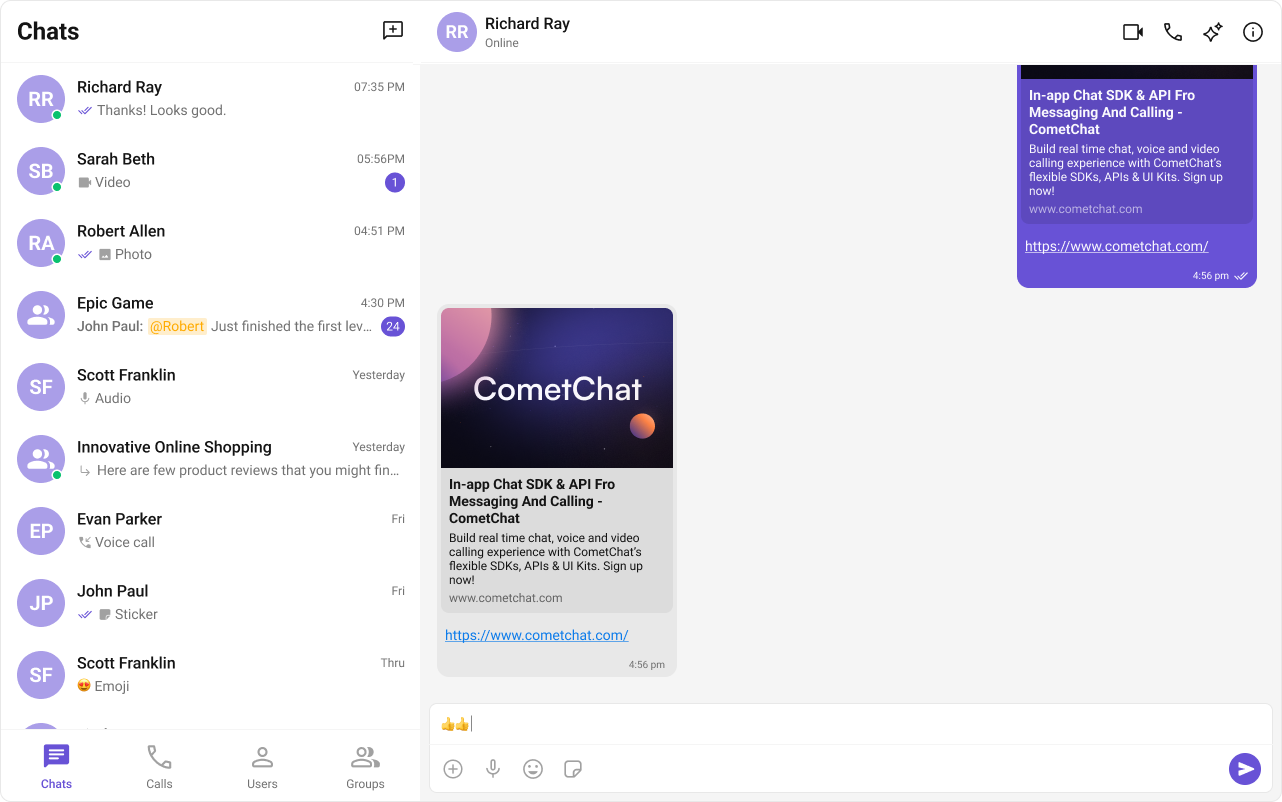 Chats
RR
Richard Ray
07:35 PM
Thanks! Looks good.
SB
Sarah Beth
05:56PM
Video
1
RA
Robert Allen
04:51 PM
Photo
Epic Game
4:30 PM
John Paul: @Robert Just finished the first lev...
24
SF
Scott Franklin
Yesterday
Audio
Innovative Online Shopping
Yesterday
Here are few product reviews that you might fin...
EP
Evan Parker
Fri
Voice call
JP
John Paul
Fri
Sticker
SF
Scott Franklin
Thru
😍 Emoji
Chats
Calls
Users
Groups
RR
Richard Ray
Online
In-app Chat SDK & API Fro
Messaging And Calling -
CometChat
Build real time chat, voice and video
calling experience with CometChat's
flexible SDKs, APIs & UI Kits. Sign up
now!
www.cometchat.com
https://www.cometchat.com/
4:56 pm
CometChat
In-app Chat SDK & API Fro
Messaging And Calling -
CometChat
Build real time chat, voice and video
calling experience with CometChat's
flexible SDKs, APIs & UI Kits. Sign up
now!
www.cometchat.com
https://www.cometchat.com/
4:56 pm
👍👍